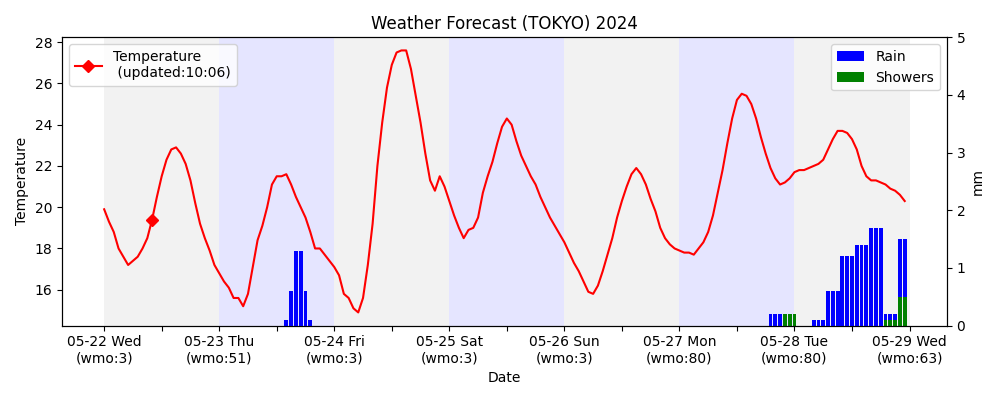 Weather Forecast (TOKYO) 2024
Temperature
(updated:10:06)
Rain
Showers
28
26
24
22
20
18
16
Temperature
5
4
3
2
1
0
mm
05-22 Wed
(wmo:3)
05-23 Thu
(wmo:51)
05-24 Fri
(wmo:3)
05-25 Sat
(wmo:3)
05-26 Sun
(wmo:3)
05-27 Mon
(wmo:80)
05-28 Tue
(wmo:80)
05-29 Wed
(wmo:63)
Date